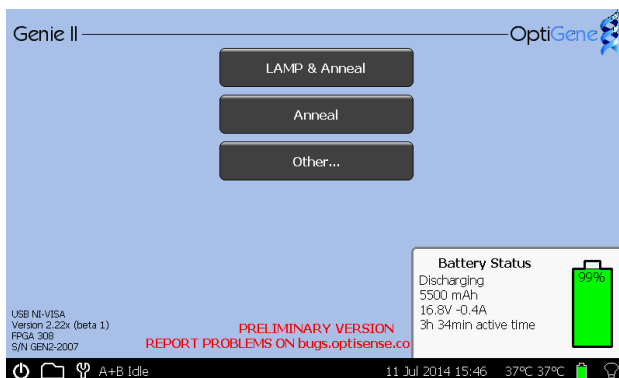 Genie II
OptiGene
LAMP & Anneal
Anneal
Other...
Battery Status
Discharging
5500 mAh
16.8V -0.4A
3h 34min active time
99%
USB NI-VISA
Version 2.22x (beta 1)
FPGA 308
S/N GEN2-2007
PRELIMINARY VERSION
REPORT PROBLEMS ON bugs.optisense.co
A+B Idle
11 Jul 2014 15:46
37°C 37°C